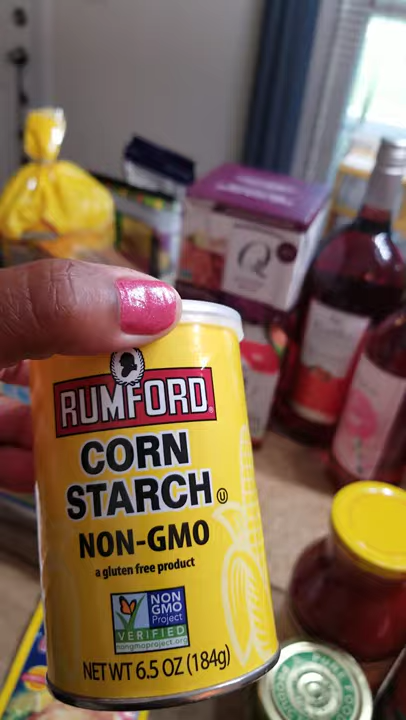 RUMFORD®
CORN
STARCH Ⓤ
NON-GMO
a gluten free product
NON
GMO
Project
VERIFIED
nongmoproject.org
NET WT 6.5 OZ (184g)
Q